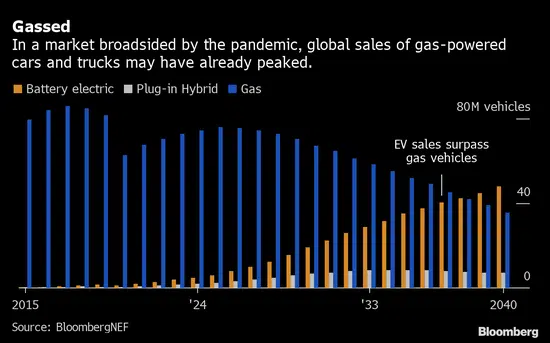 Gassed
In a market broadsided by the pandemic, global sales of gas-powered
cars and trucks may have already peaked.
Battery electric Plug-in Hybrid Gas
80M vehicles
EV sales surpass
gas vehicles
40
0
2015 '24 '33 2040
Source: BloombergNEF
Bloomberg